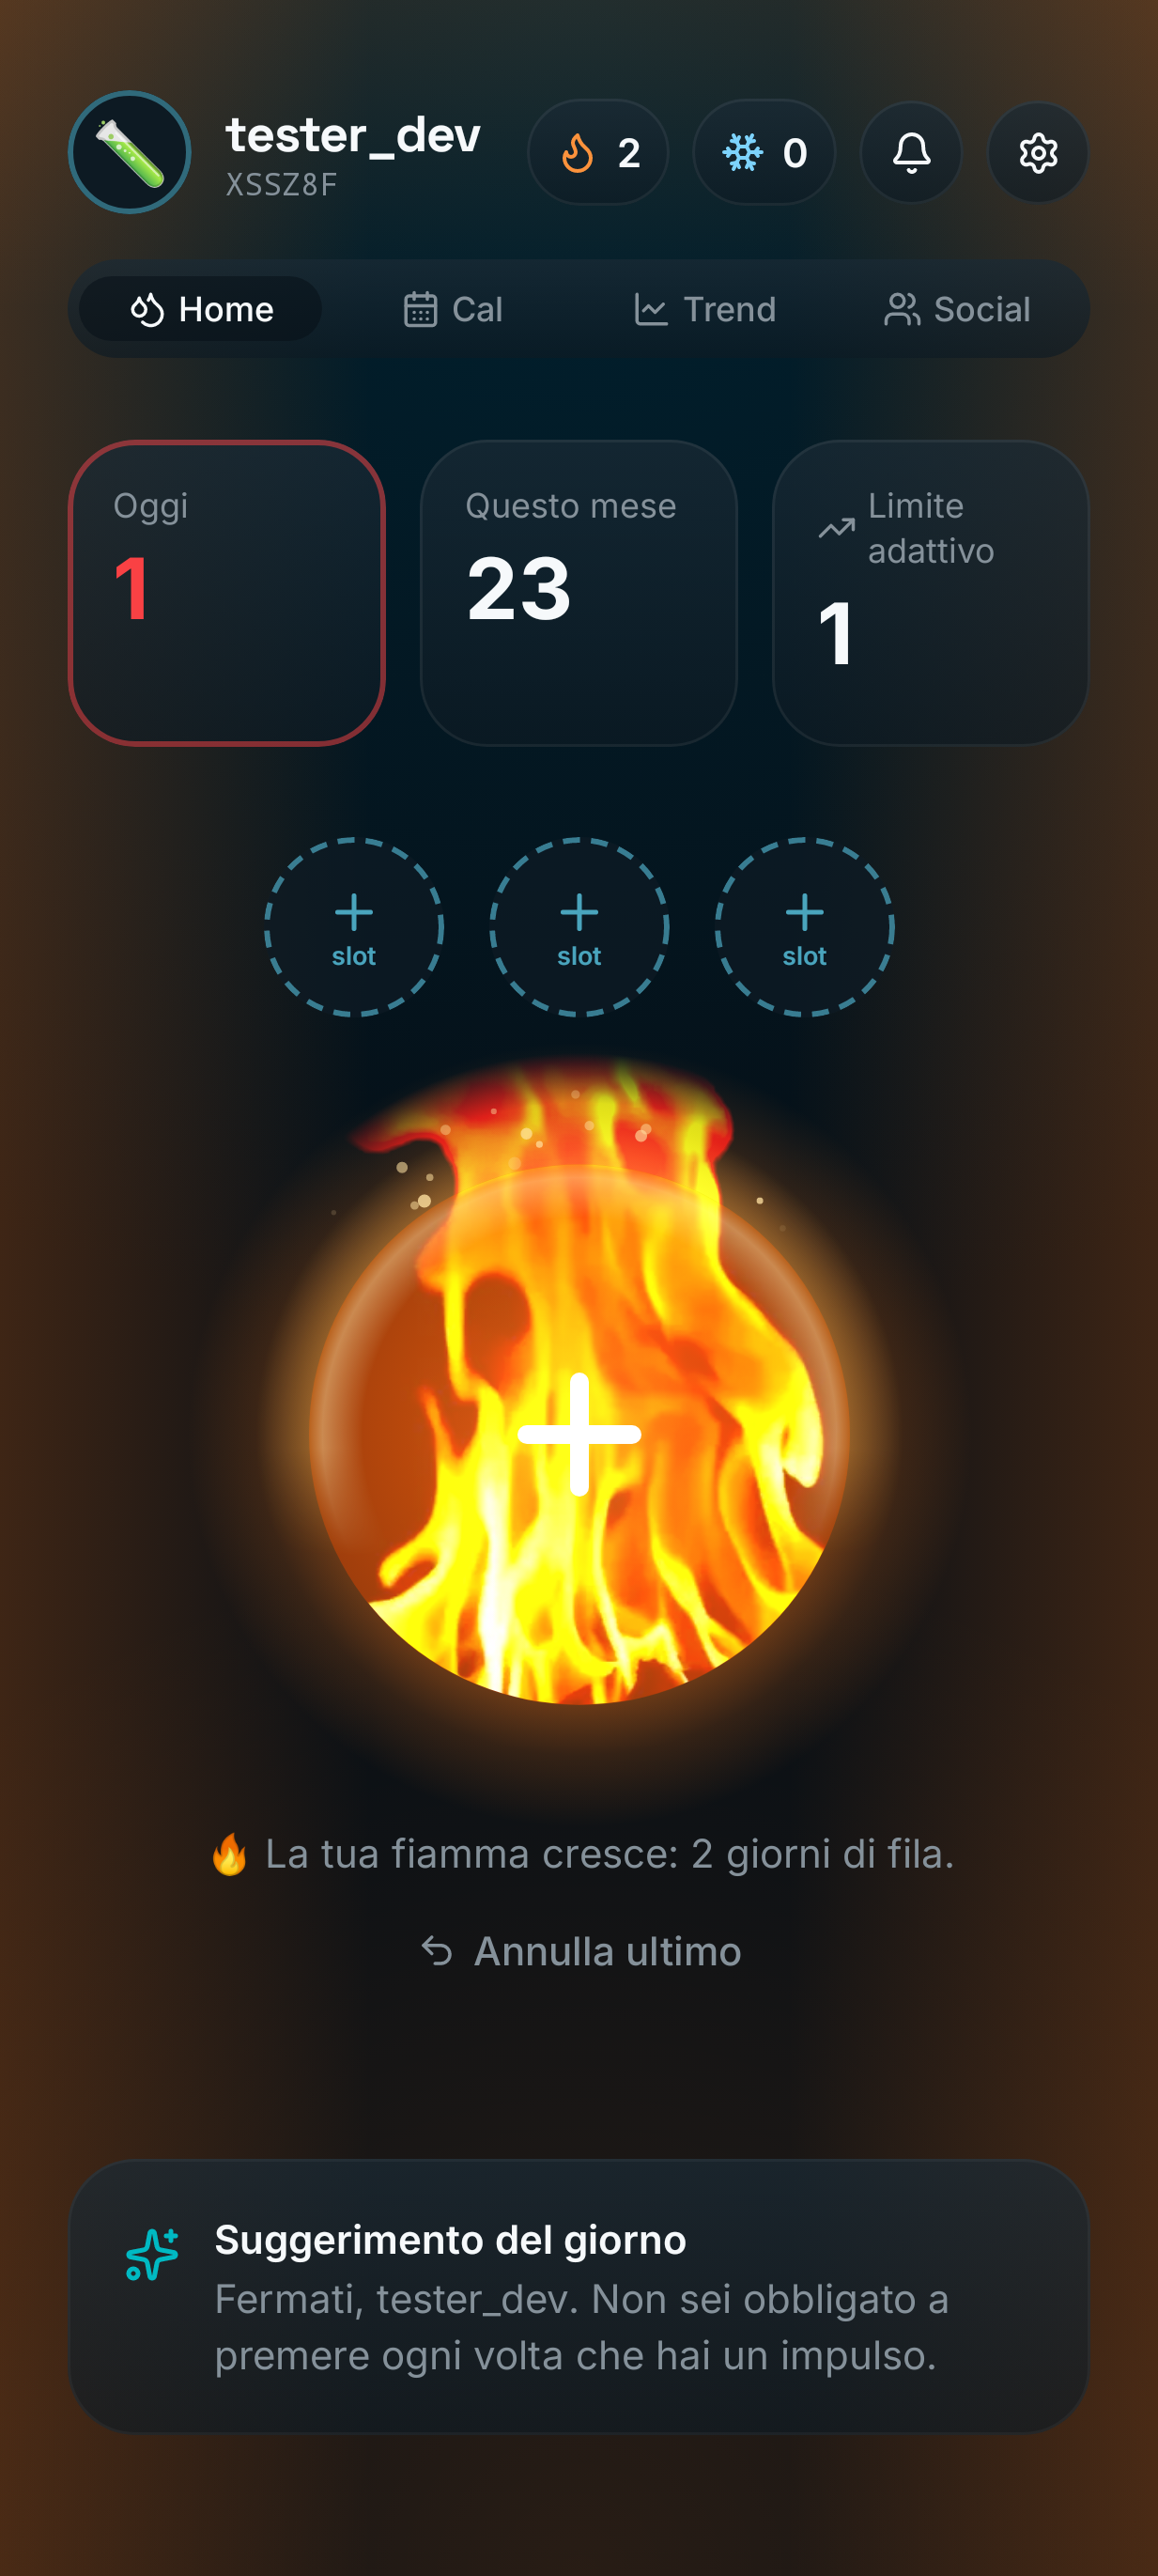 tester_dev
XSSZ8F
2
0
Home
Cal
Trend
Social
Oggi
1
Questo mese
23
Limite
adattivo
1
slot
slot
slot
🔥 La tua fiamma cresce: 2 giorni di fila.
Annulla ultimo
Suggerimento del giorno
Fermati, tester_dev. Non sei obbligato a
premere ogni volta che hai un impulso.